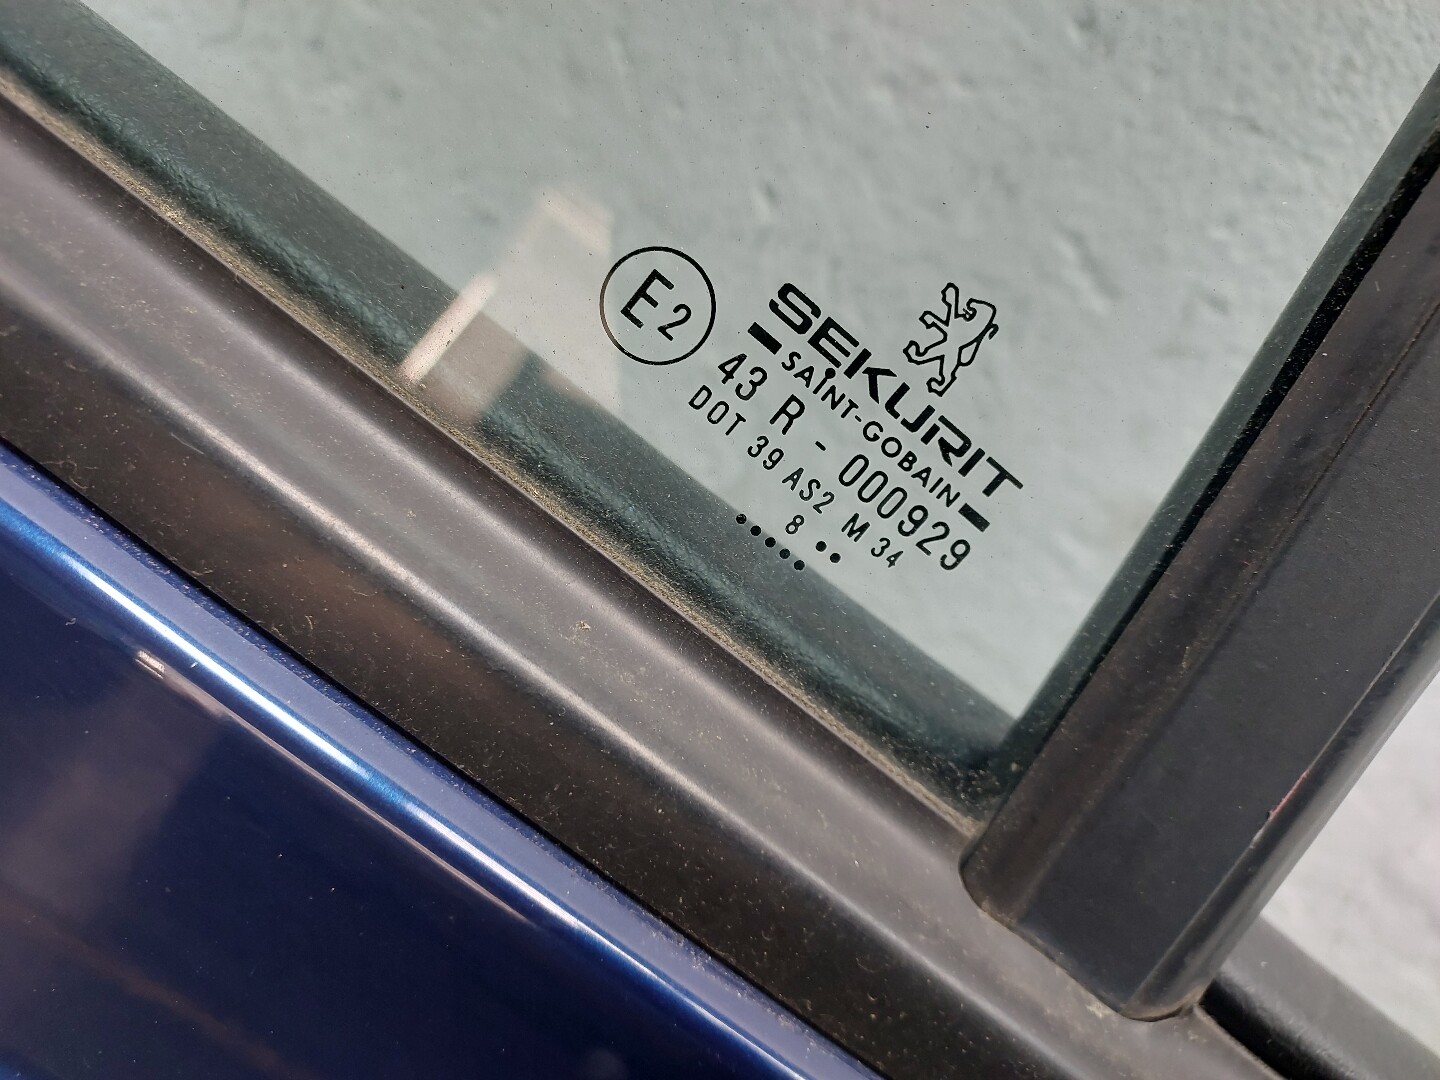 SEKURIT
SAINT-GOBAIN
E2
43 R - 000929
DOT 39 AS2 M 34
..8..
....